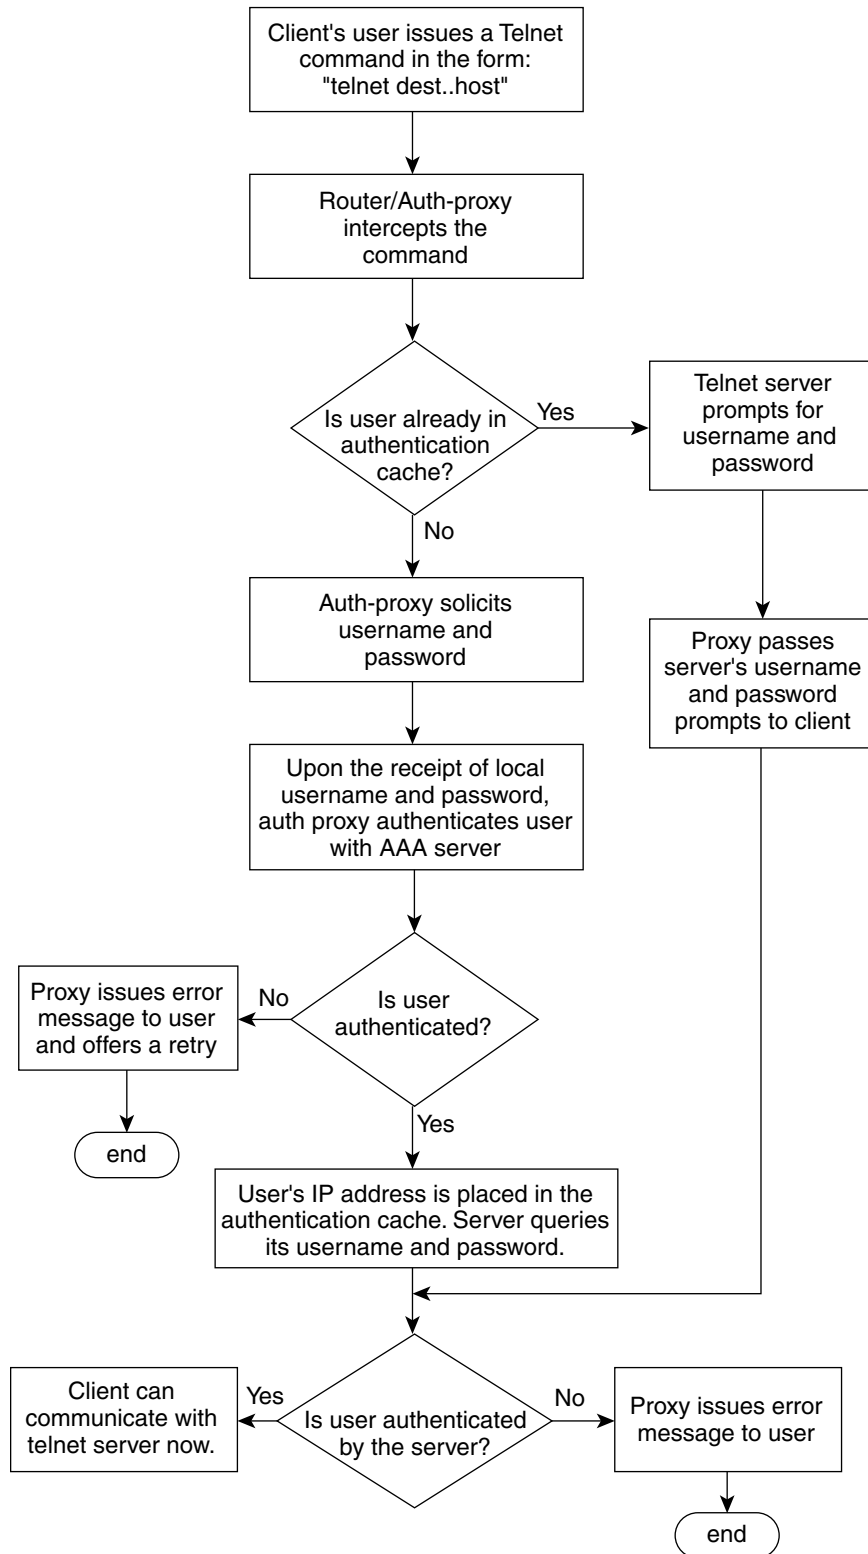 Client's user issues a Telnet
command in the form:
"telnet dest..host"
Router/Auth-proxy
intercepts the
command
Is user already in
authentication
cache?
Yes
Telnet server
prompts for
username and
password
No
Auth-proxy solicits
username and
password
Proxy passes
server's username
and password
prompts to client
Upon the receipt of local
username and password,
auth proxy authenticates user
with AAA server
Is user
authenticated?
No
Proxy issues error
message to user
and offers a retry
end
Yes
User's IP address is placed in the
authentication cache. Server queries
its username and password.
Is user authenticated
by the server?
Yes
Client can
communicate with
telnet server now.
No
Proxy issues error
message to user
end